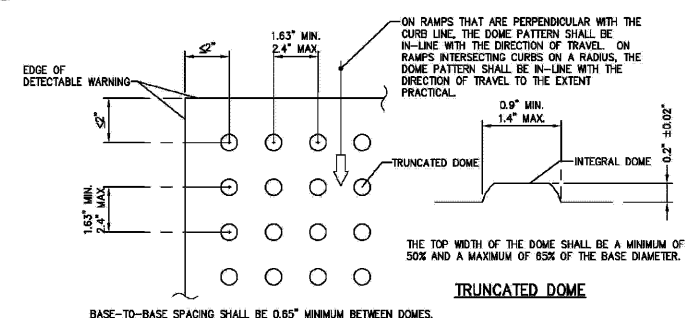 ON RAMPS THAT ARE PERPENDICULAR WITH THE
CURB LINE, THE DOME PATTERN SHALL BE
IN-LINE WITH THE DIRECTION OF TRAVEL. ON
RAMPS INTERSECTING CURBS ON A RADIUS, THE
DOME PATTERN SHALL BE IN-LINE WITH THE
DIRECTION OF TRAVEL TO THE EXTENT
PRACTICAL.
≤2"
1.63" MIN.
2.4" MAX.
EDGE OF
DETECTABLE WARNING
≤2"
0.9" MIN.
1.4" MAX.
0.2" ±0.02"
TRUNCATED DOME
INTEGRAL DOME
1.63" MIN.
2.4" MAX.
THE TOP WIDTH OF THE DOME SHALL BE A MINIMUM OF
50% AND A MAXIMUM OF 65% OF THE BASE DIAMETER.
TRUNCATED DOME
BASE-TO-BASE SPACING SHALL BE 0.65" MINIMUM BETWEEN DOMES.